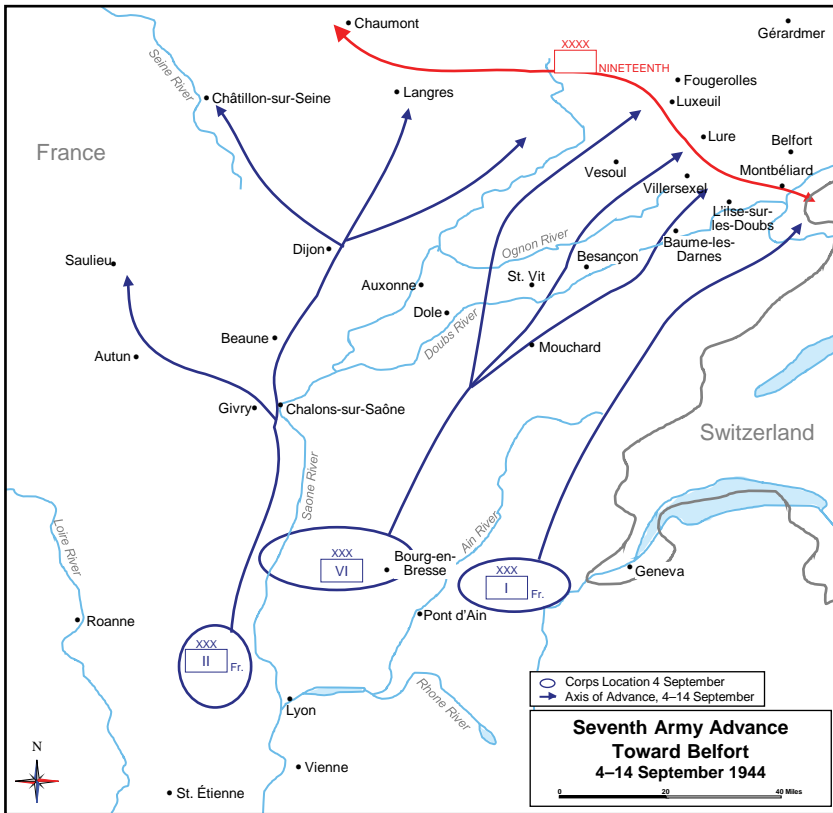 Chaumont
Gérardmer
XXXX
NINETEENTH
Seine River
Fougerolles
Langres
Châtillon-sur-Seine
Luxeuil
Lure
France
Belfort
Vesoul
Montbéliard
Villersexel
L'ilse-sur-
les-Doubs
Baume-les-
Darnes
Dijon
Ognon River
Saulieu
Besançon
St. Vit
Auxonne
Dole
Doubs River
Beaune
Mouchard
Autun
Givry
Chalons-sur-Saône
Switzerland
Saone River
Loire River
Ain River
XXX
VI
Bourg-en-
Bresse
XXX
I
Fr.
Geneva
Roanne
Pont d'Ain
XXX
II
Fr.
Rhone River
Lyon
Corps Location 4 September
Axis of Advance, 4–14 September
Seventh Army Advance
Toward Belfort
4–14 September 1944
0 20 40 Miles
N
Vienne
St. Étienne